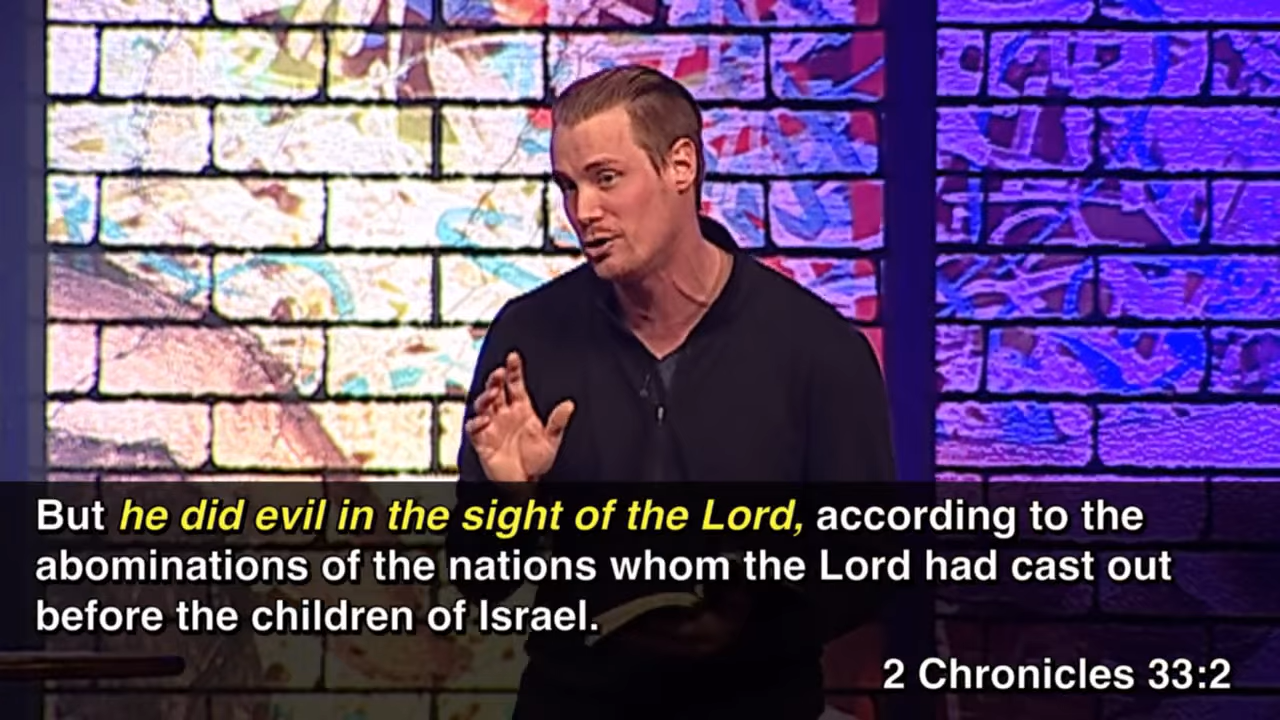 But he did evil in the sight of the Lord, according to the
abominations of the nations whom the Lord had cast out
before the children of Israel.
2 Chronicles 33:2